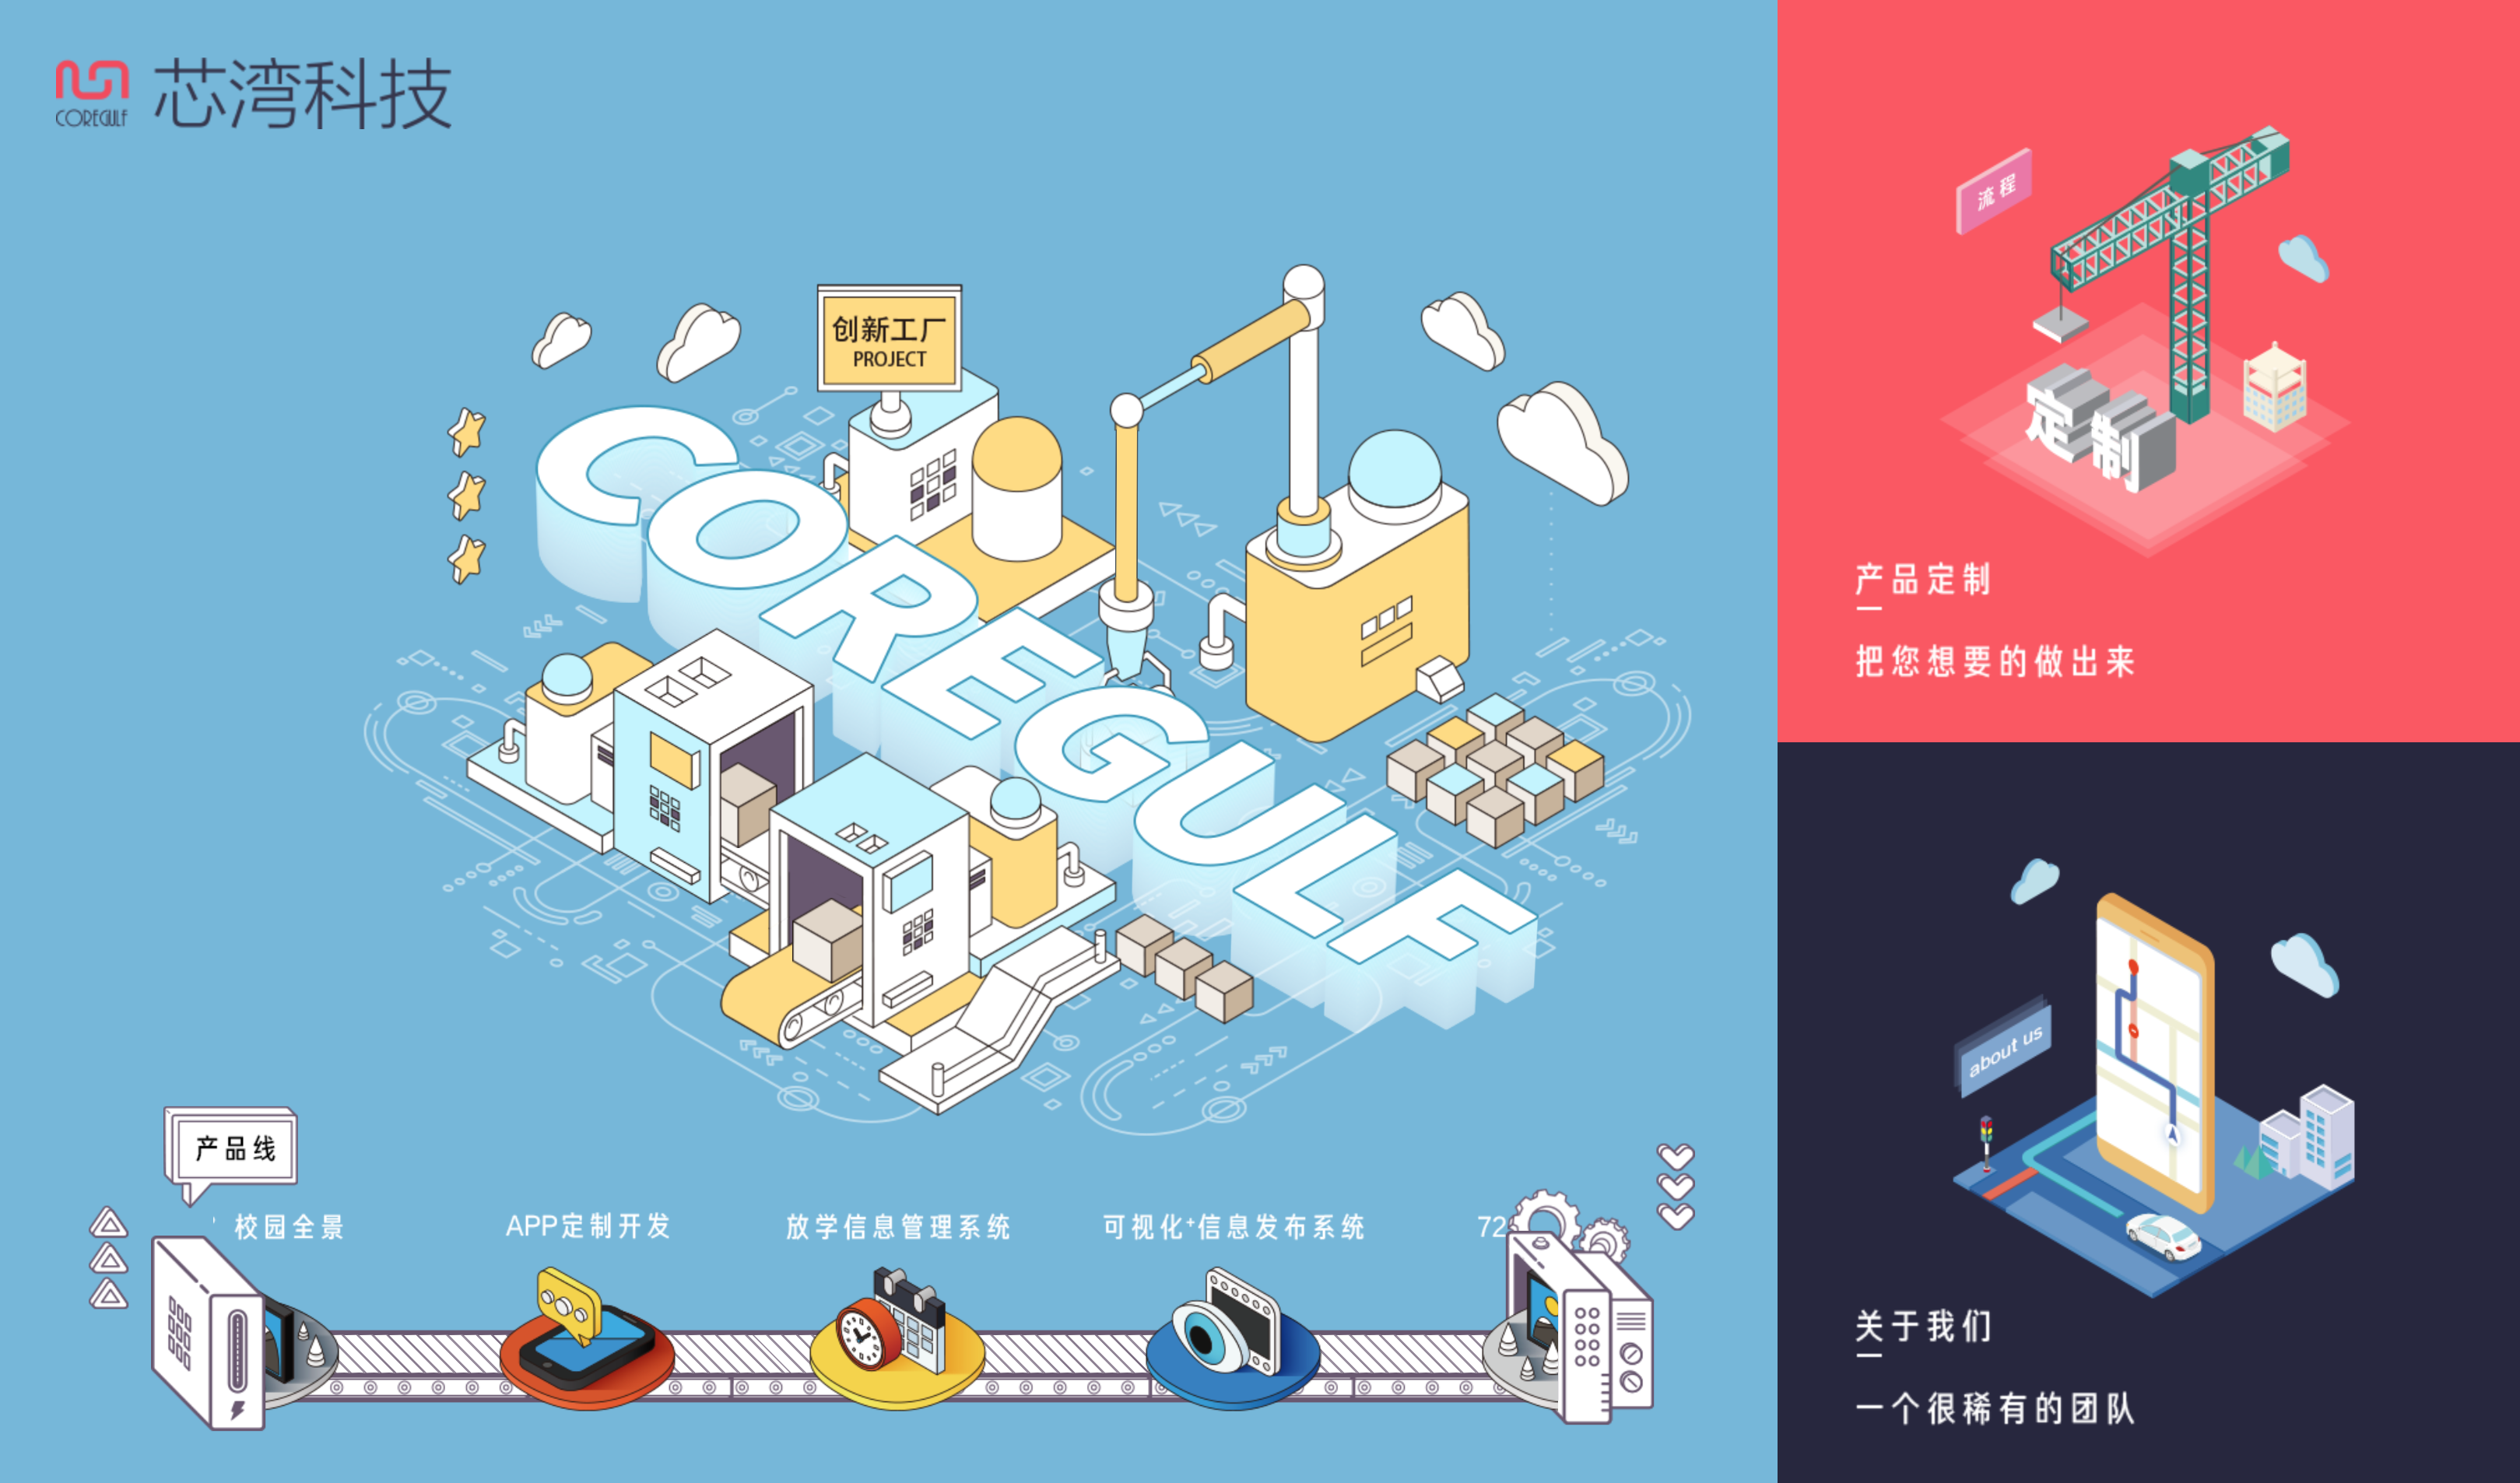 芯湾科技
COREGULF
创新工厂
PROJECT
COREGULF
产品线
校园全景
APP定制开发
放学信息管理系统
可视化+信息发布系统
72
流程
定制
产品定制
把您想要的做出来
about us
关于我们
一个很稀有的团队